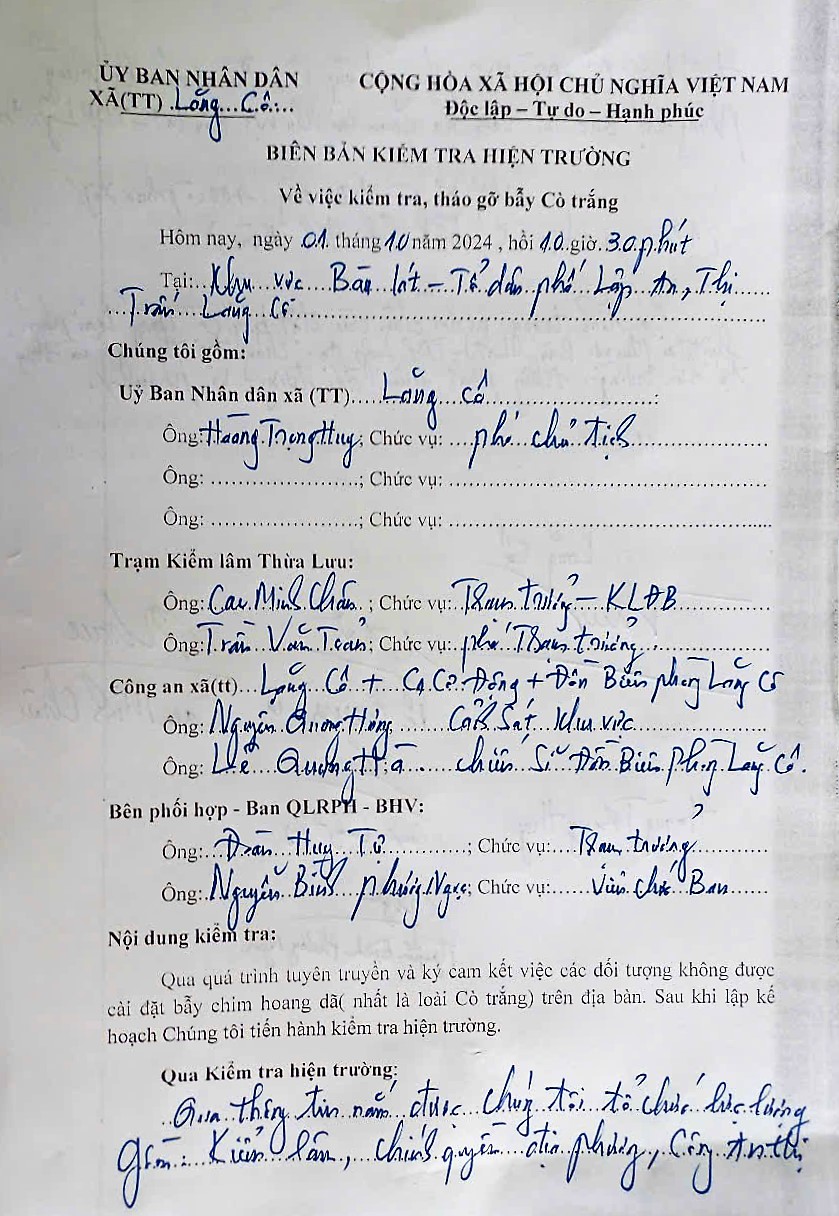 ỦY BAN NHÂN DÂN
XÃ(TT) .Lăng...Cô:...
CỘNG HÒA XÃ HỘI CHỦ NGHĨA VIỆT NAM
Độc lập – Tự do – Hạnh phúc
BIÊN BẢN KIỂM TRA HIỆN TRƯỜNG
Về việc kiểm tra, tháo gỡ bẫy Cò trắng
Hôm nay, ngày 01. tháng 10 năm 2024 , hồi 10.giờ.30.phút
Tại: Khu vực Bàu lát – Tổ dân phố Lập An, Thị
Trấn Lăng Cô
Chúng tôi gồm:
Uỷ Ban Nhân dân xã (TT).....Lăng cô.....:
Ông:Hoàng.Trọng.Huy; Chức vụ: ....phó chủ tịch
Ông: ....................; Chức vụ: ....................
Ông: ....................; Chức vụ: ....................
Trạm Kiểm lâm Thừa Lưu:
Ông: Cao.Minh ; Chức vụ: Trạm.trưởng – KLĐB
Ông: Trần Văn Toản; Chức vụ: phó Trạm trưởng
Công an xã(tt)....Lăng Cô + CA Cơ Động + Đồn Biên phòng Lăng Cô
Ông: Nguyễn Cảnh Sát khu vực
Ông: Lê Quang Hà chiến Sĩ Đồn Biên phòng Lăng Cô.
Bên phối hợp - Ban QLRPH - BHV:
Ông:...Đoàn Huy Tự; Chức vụ:....Trạm trưởng
Ông: Nguyễn Ngọc; Chức vụ:......Viên chức Ban
Nội dung kiểm tra:
Qua quá trình tuyên truyền và ký cam kết việc các đối tượng không được
cài đặt bẫy chim hoang dã( nhất là loài Cò trắng) trên địa bàn. Sau khi lập kế
hoạch Chúng tôi tiến hành kiểm tra hiện trường.
Qua Kiểm tra hiện trường:
Qua thông tin nắm được chúng tôi tổ chức lực lượng
gồm: Kiểm lâm, chính quyền địa phương, Công An thị